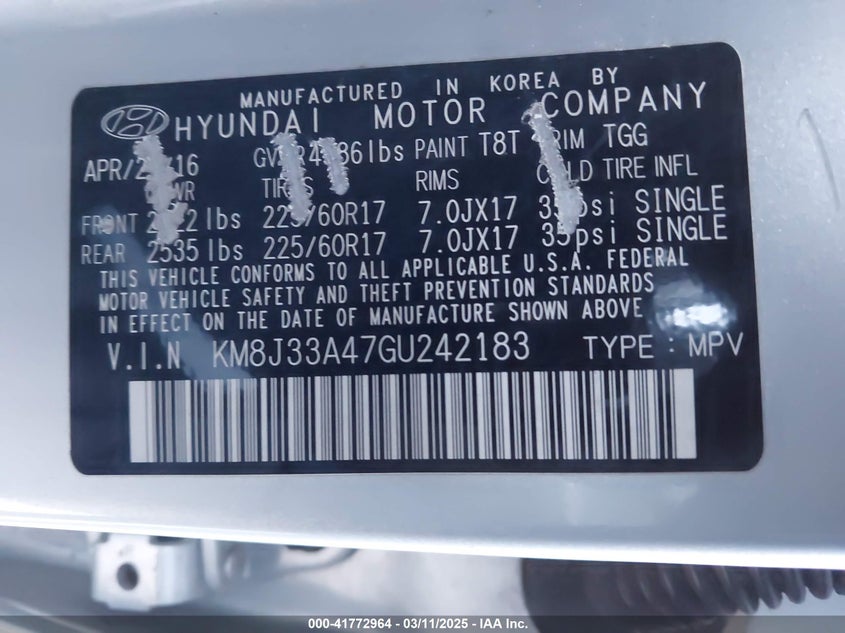 MANUFACTURED IN KOREA BY
HYUNDAI MOTOR COMPANY
PAINT T8T TGG
RIMS TIRE INFL
FRONT lbs 7.0JX17 SINGLE
REAR 2535 lbs 225/60R17 7.0JX17 35psi SINGLE
THIS VEHICLE CONFORMS TO ALL APPLICABLE U.S.A. FEDERAL
MOTOR VEHICLE SAFETY AND THEFT PREVENTION STANDARDS
IN EFFECT ON THE DATE OF MANUFACTURE SHOWN ABOVE
V.I.N KM8J33A47GU242183 TYPE : MPV
000-41772964 | 03/11/2025 - IAA Inc.